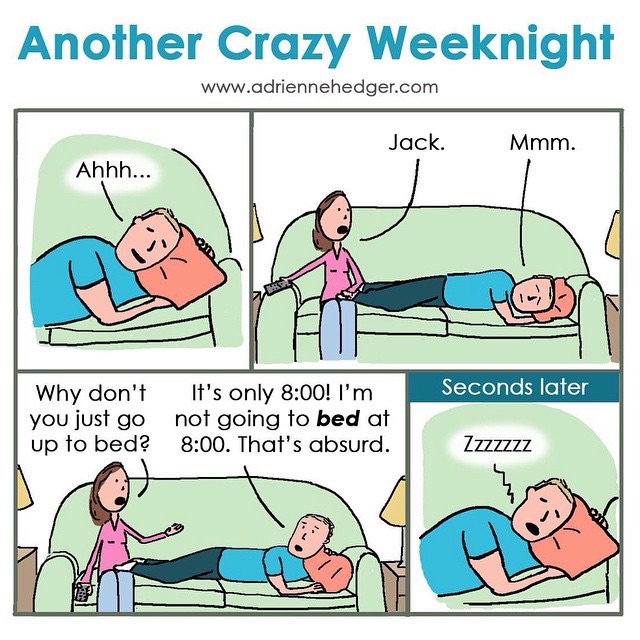 Another Crazy Weeknight
www.adriennehedger.com
Ahhh...
Jack.
Mmm.
Why don't
you just go
up to bed?
It's only 8:00! I'm
not going to bed at
8:00. That's absurd.
Seconds later
Zzzzzzz